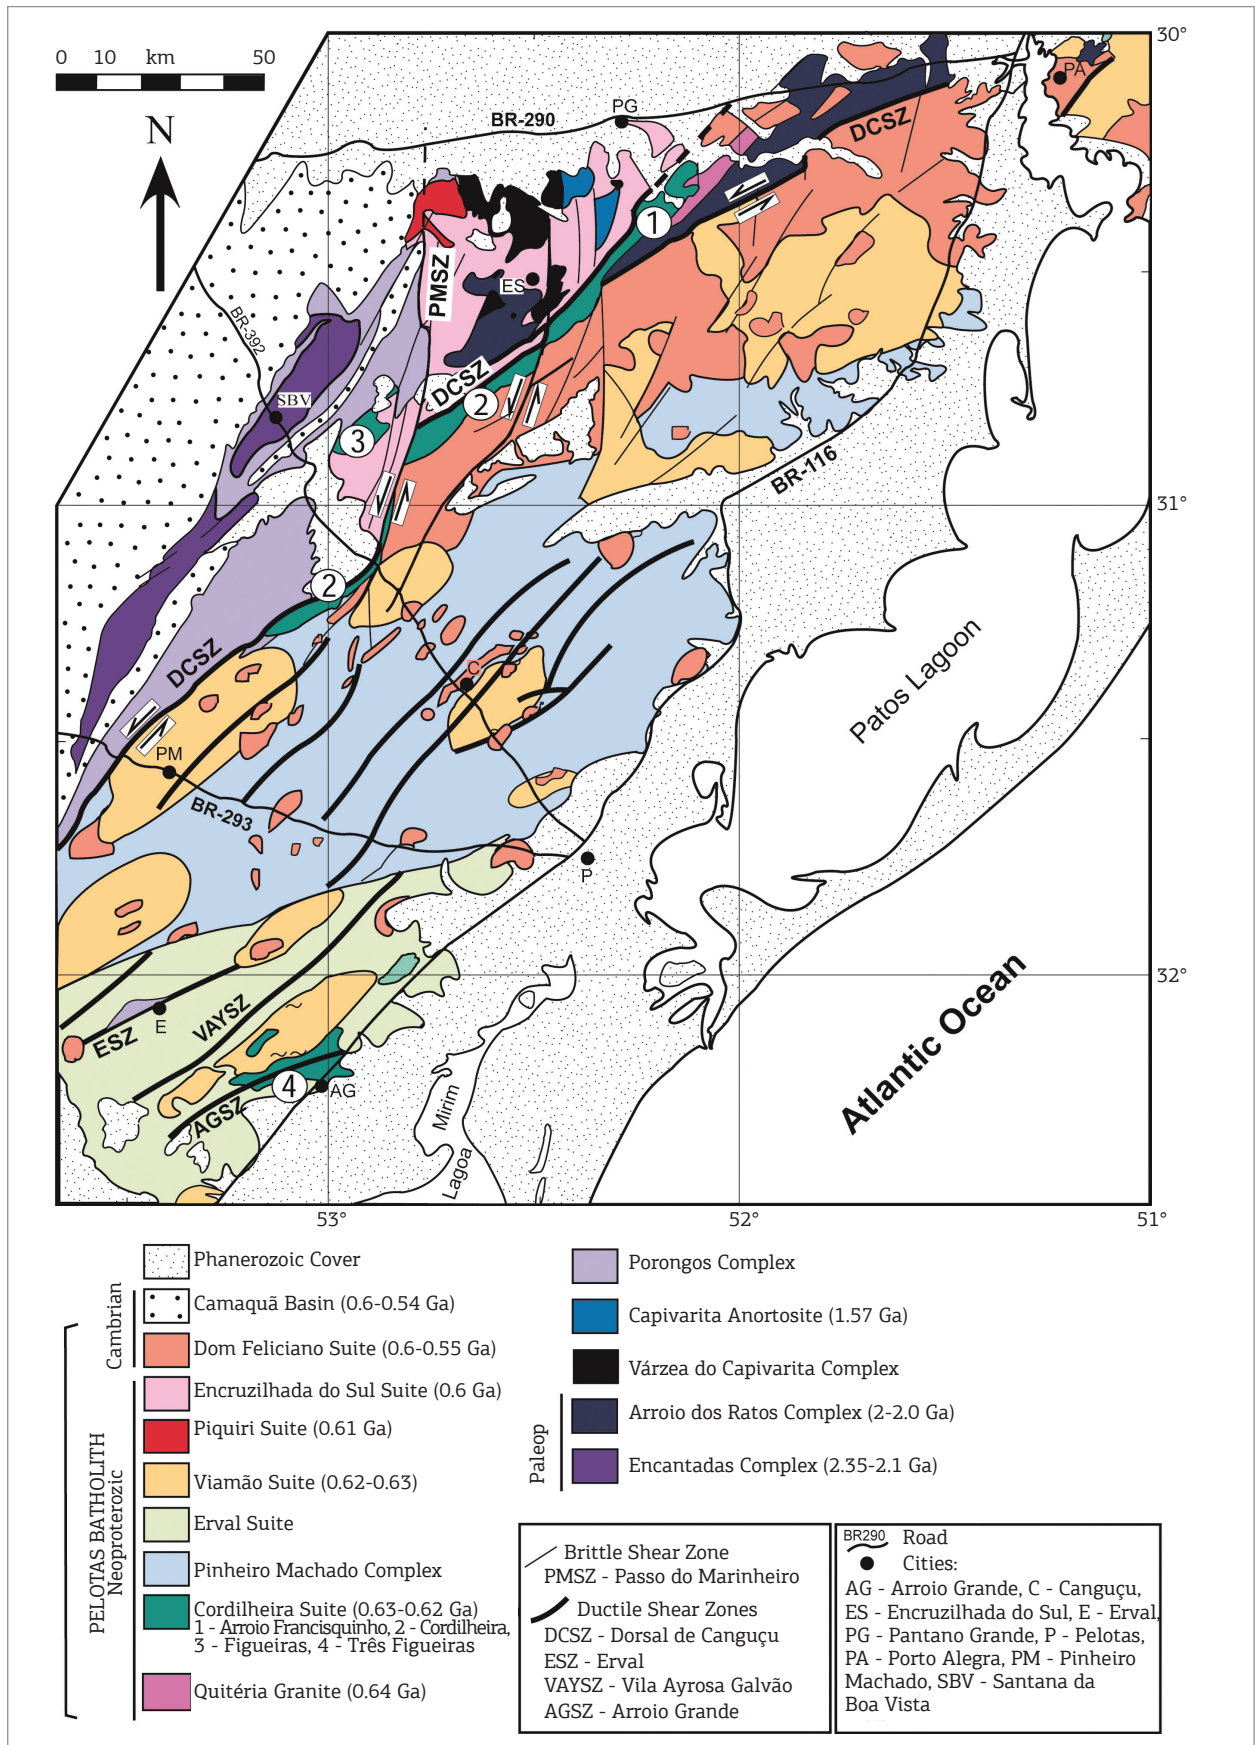 0 10 km 50
30°
N
PG
BR-290
PA
DCSZ
1
PMSZ
ES
BR-392
DCSZ
SBV
2
3
BR-116
31°
2
DCSZ
C
Patos Lagoon
PM
BR-293
P
32°
VAYSZ
ESZ
E
Atlantic Ocean
4
AG
AGSZ
Mirim
Lagoa
53°
52°
51°
PELOTAS BATHOLITH
Neoproterozic
Cambrian
Phanerozoic Cover
Camaquã Basin (0.6-0.54 Ga)
Dom Feliciano Suite (0.6-0.55 Ga)
Encruzilhada do Sul Suite (0.6 Ga)
Piquiri Suite (0.61 Ga)
Viamão Suite (0.62-0.63)
Erval Suite
Pinheiro Machado Complex
Cordilheira Suite (0.63-0.62 Ga)
1 - Arroio Francisquinho, 2 - Cordilheira,
3 - Figueiras, 4 - Três Figueiras
Quitéria Granite (0.64 Ga)
Porongos Complex
Capivarita Anortosite (1.57 Ga)
Várzea do Capivarita Complex
Paleop
Arroio dos Ratos Complex (2-2.0 Ga)
Encantadas Complex (2.35-2.1 Ga)
Brittle Shear Zone
PMSZ - Passo do Marinheiro
Ductile Shear Zones
DCSZ - Dorsal de Canguçu
ESZ - Erval
VAYSZ - Vila Ayrosa Galvão
AGSZ - Arroio Grande
BR290 Road
Cities:
AG - Arroio Grande, C - Canguçu,
ES - Encruzilhada do Sul, E - Erval,
PG - Pantano Grande, P - Pelotas,
PA - Porto Alegra, PM - Pinheiro
Machado, SBV - Santana da
Boa Vista